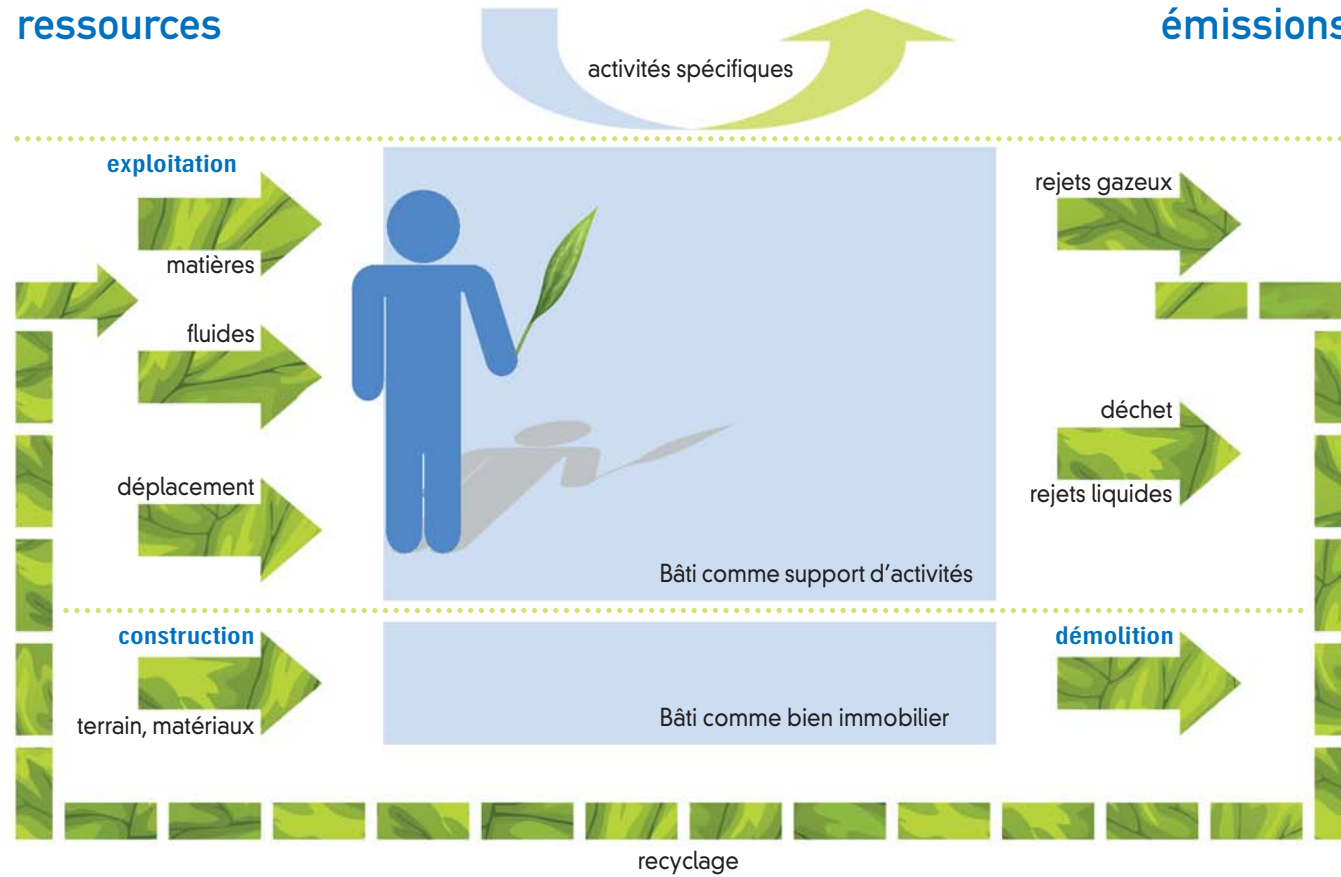 ressources
émissions
activités spécifiques
exploitation
matières
fluides
déplacement
rejets gazeux
déchet
rejets liquides
Bâti comme support d’activités
construction
terrain, matériaux
démolition
Bâti comme bien immobilier
recyclage